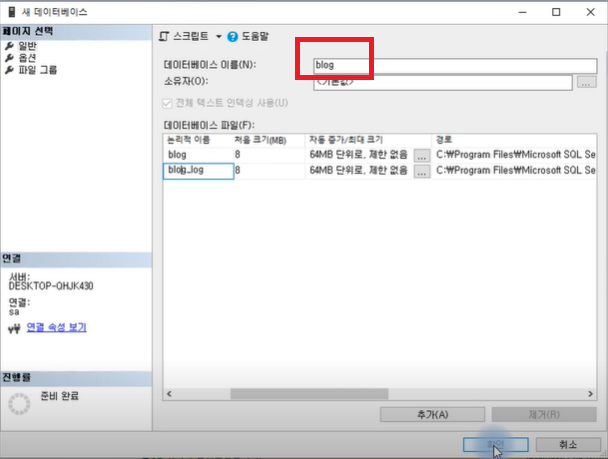 새 데이터베이스
페이지 선택
일반
옵션
파일 그룹
스크립트 도움말
데이터베이스 이름(N): blog
소유자(O): <기본값> ...
전체 텍스트 인덱싱 사용(U)
데이터베이스 파일(F):
논리적 이름 처음 크기(MB) 자동 증가/최대 크기 경로
blog 8 64MB 단위로, 제한 없음 ... C:₩Program Files₩Microsoft SQL Se
blog_log 8 64MB 단위로, 제한 없음 ... C:₩Program Files₩Microsoft SQL Se
연결
서버:
DESKTOP-QHJK430
연결:
sa
연결 속성 보기
진행률
준비 완료
추가(A) 제거(R)
확인 취소